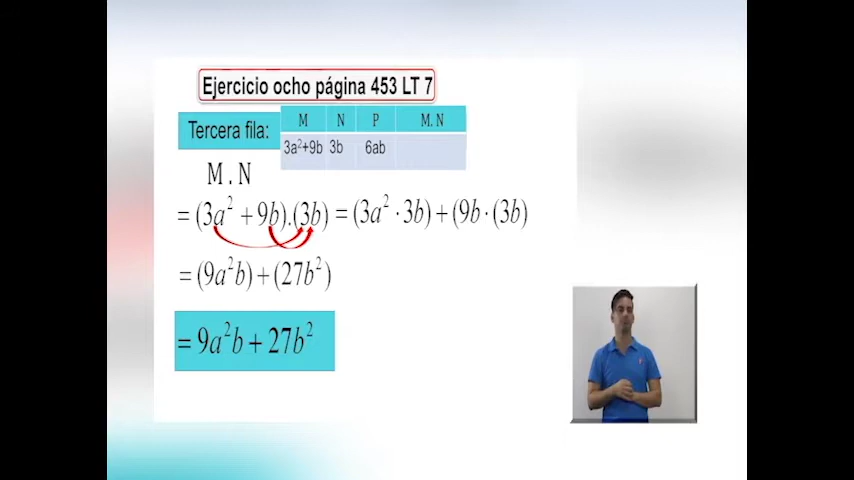 Ejercicio ocho página 453 LT 7
Tercera fila:
M N P M. N
3a²+9b 3b 6ab
M . N
= (3a² + 9b).(3b) = (3a² · 3b) + (9b · (3b)
= (9a²b) + (27b²)
= 9a²b + 27b²